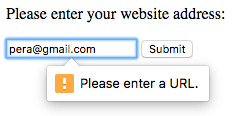 Please enter your website address:
pera@gmail.com Submit
! Please enter a URL.